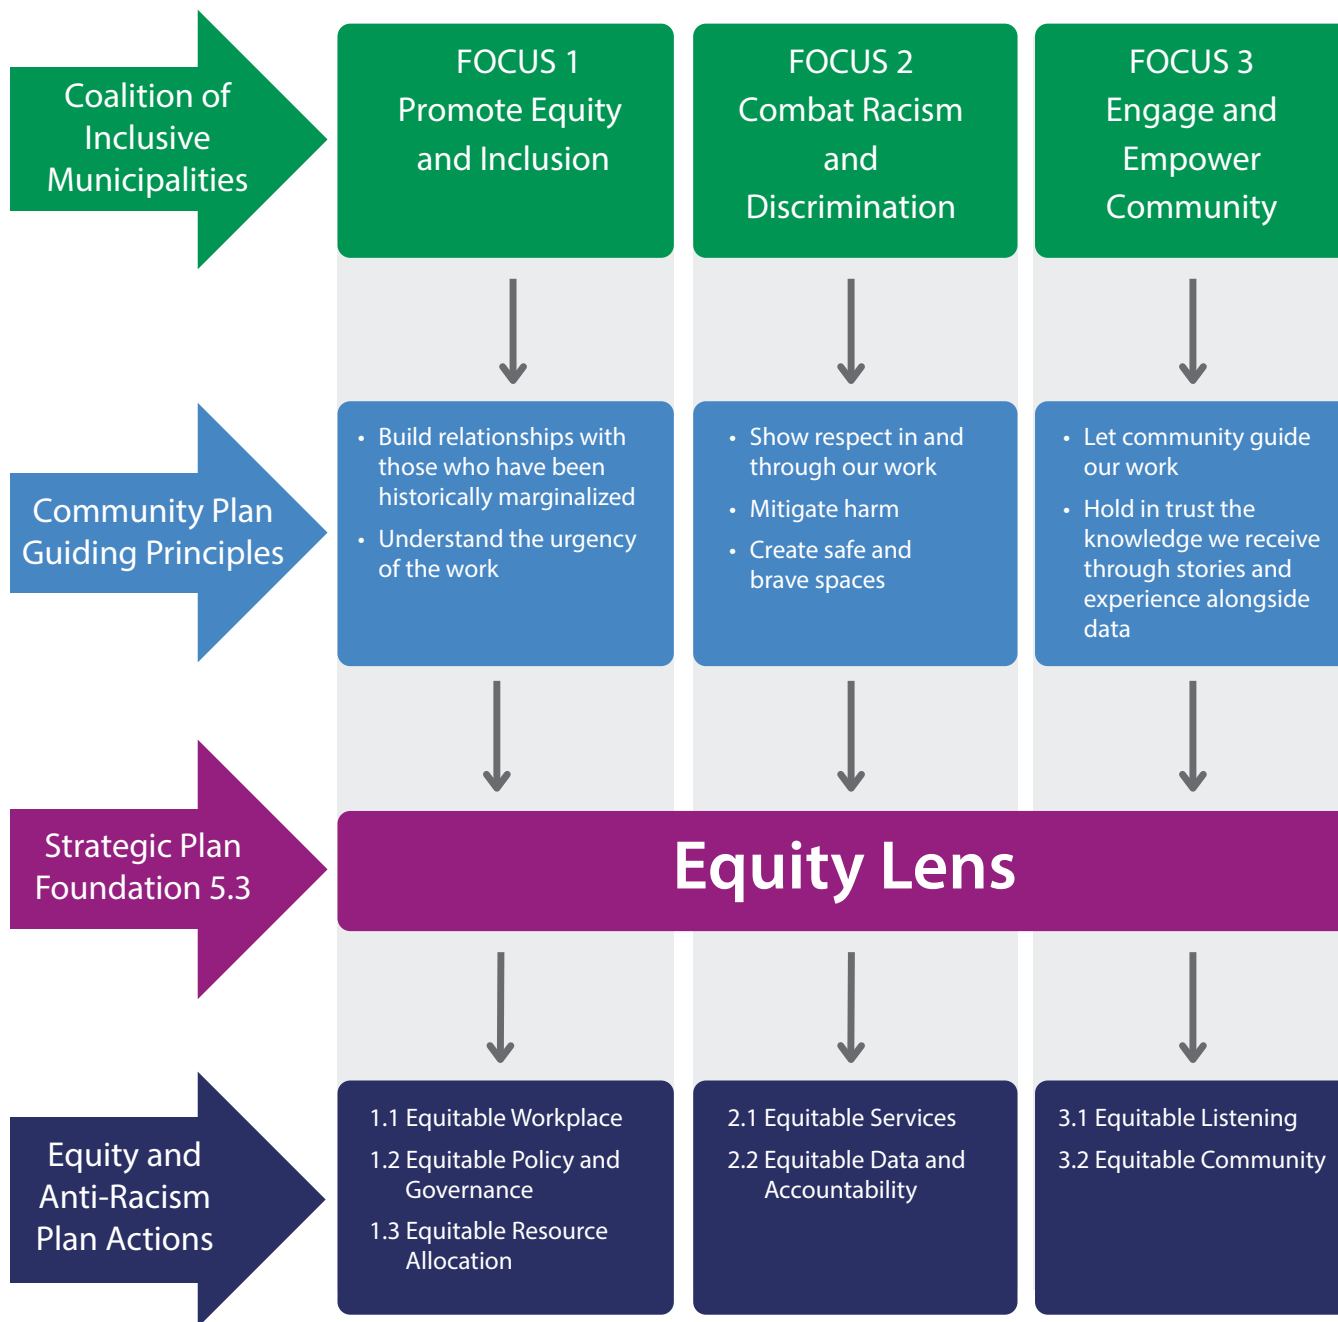 Coalition of
Inclusive
Municipalities
FOCUS 1
Promote Equity
and Inclusion
FOCUS 2
Combat Racism
and
Discrimination
FOCUS 3
Engage and
Empower
Community
Community Plan
Guiding Principles
• Build relationships with
those who have been
historically marginalized
• Understand the urgency
of the work
• Show respect in and
through our work
• Mitigate harm
• Create safe and
brave spaces
• Let community guide
our work
• Hold in trust the
knowledge we receive
through stories and
experience alongside
data
Strategic Plan
Foundation 5.3
Equity Lens
Equity and
Anti-Racism
Plan Actions
1.1 Equitable Workplace
1.2 Equitable Policy and
Governance
1.3 Equitable Resource
Allocation
2.1 Equitable Services
2.2 Equitable Data and
Accountability
3.1 Equitable Listening
3.2 Equitable Community